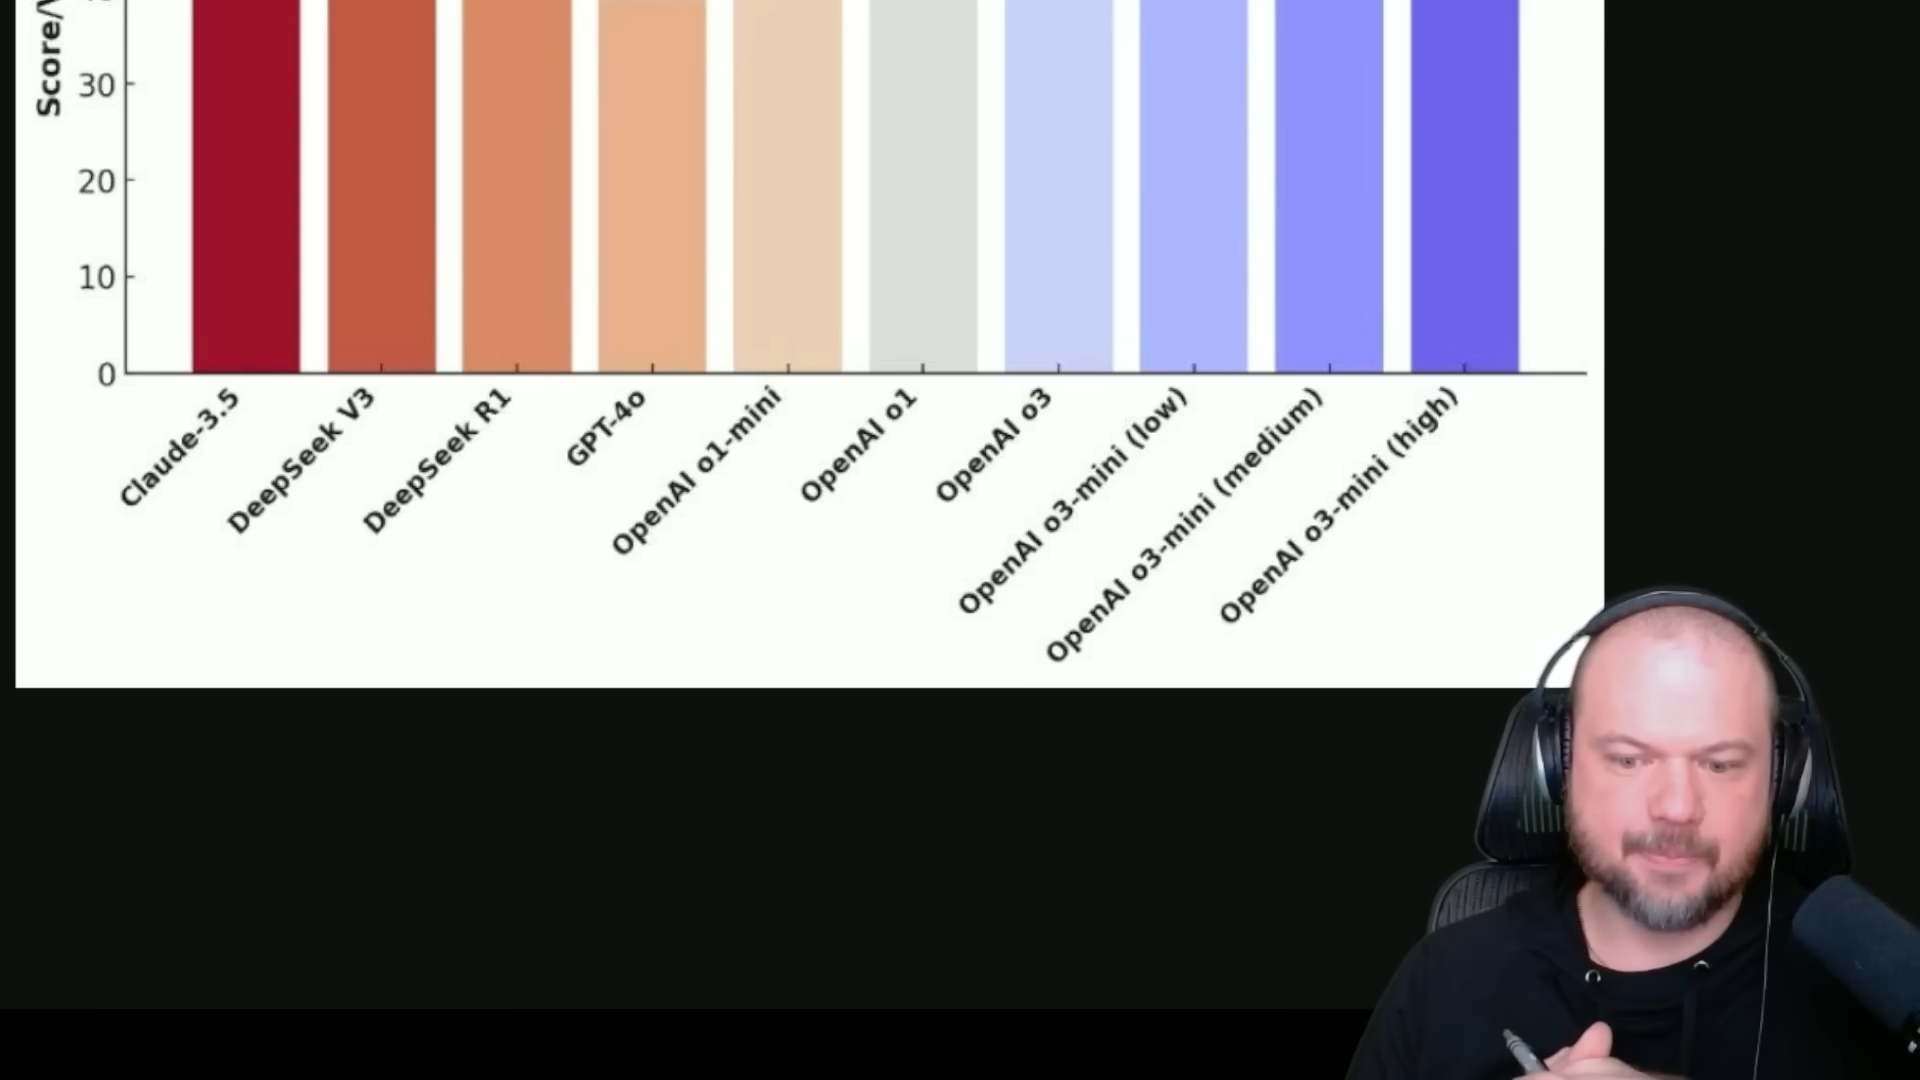 Score/
30
20
10
0
Claude-3.5
DeepSeek V3
DeepSeek R1
GPT-4o
OpenAI o1-mini
OpenAI o1
OpenAI o3
OpenAI o3-mini (low)
OpenAI o3-mini (medium)
OpenAI o3-mini (high)